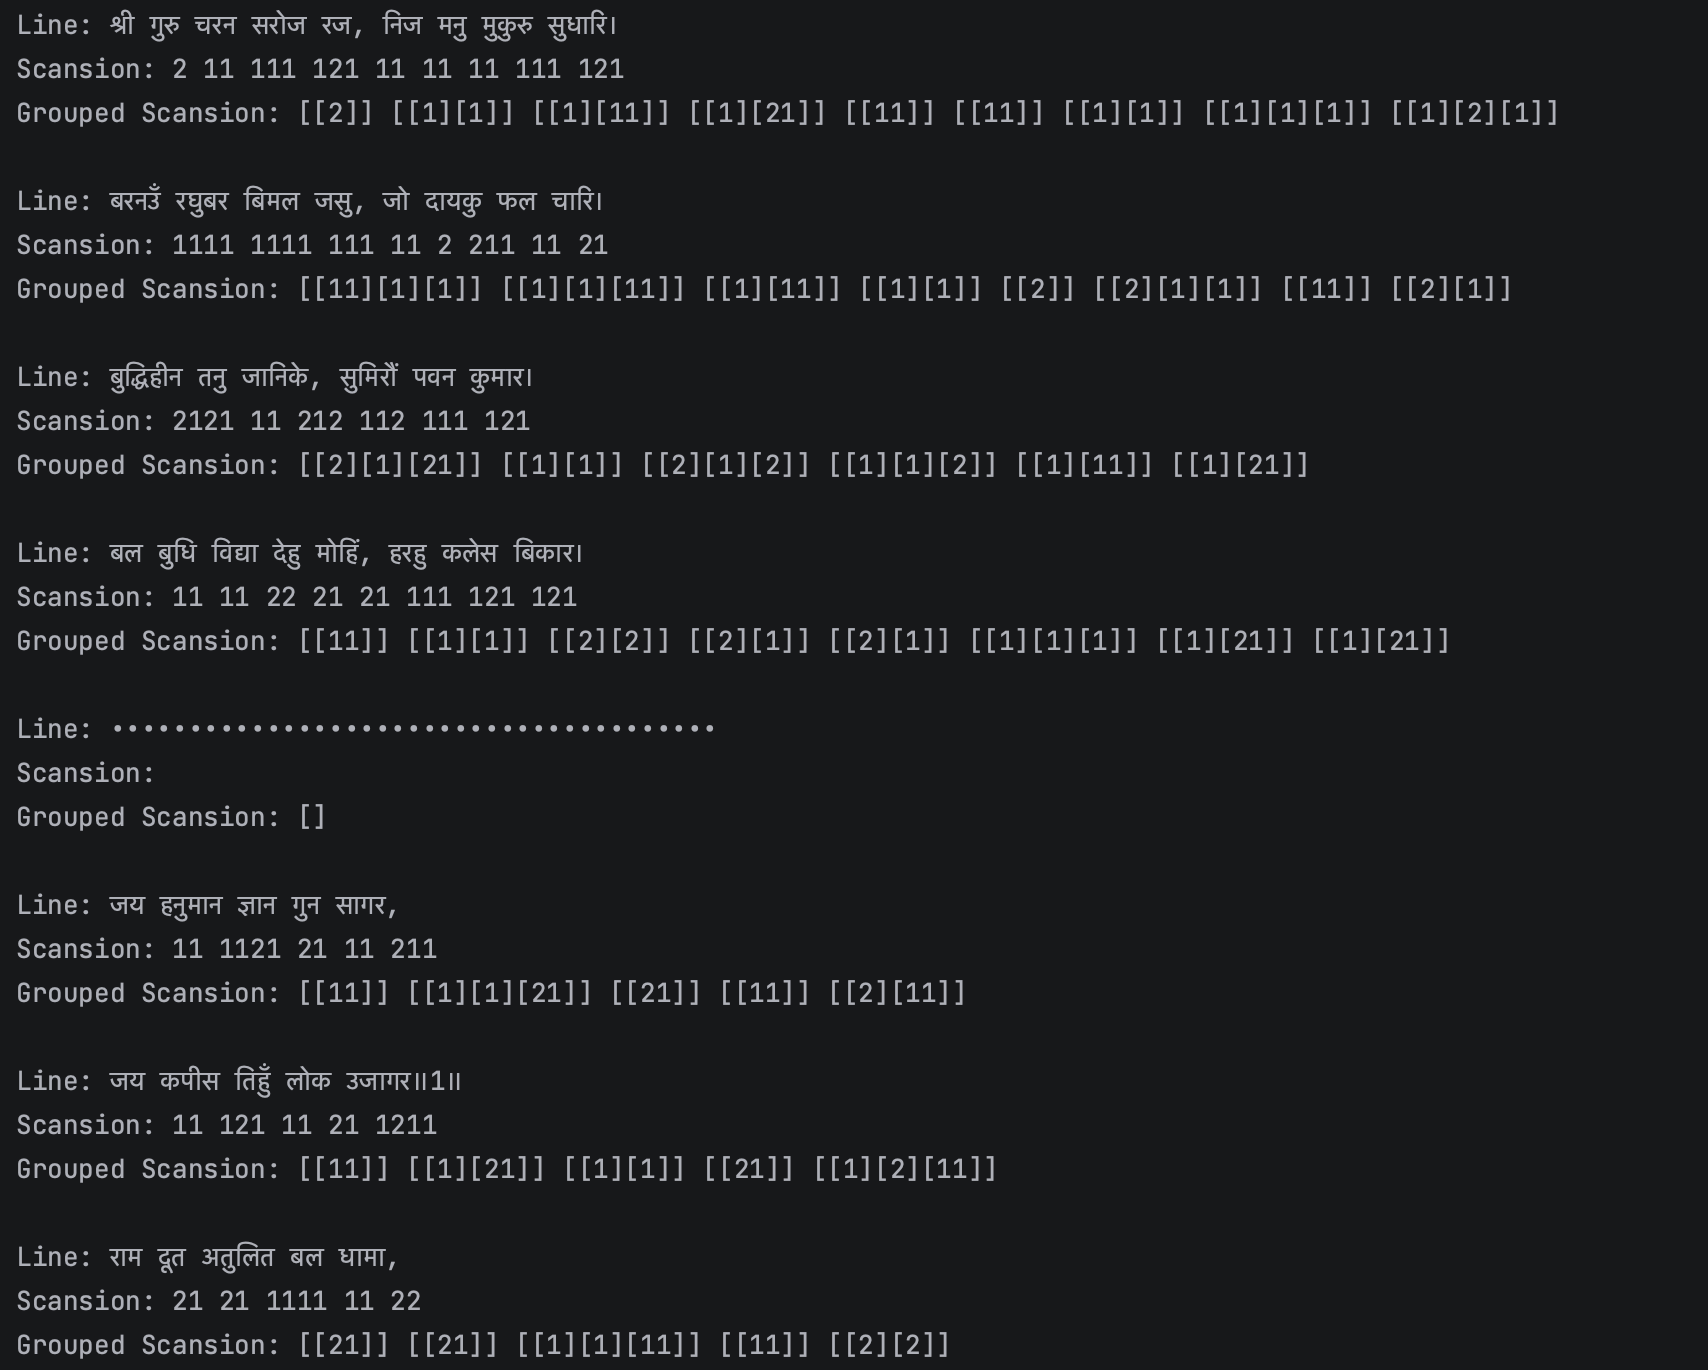 Line: श्री गुरु चरन सरोज रज, निज मनु मुकुरु सुधारि।
Scansion: 2 11 111 121 11 11 11 111 121
Grouped Scansion: [[2]] [[1][1]] [[1][11]] [[1][21]] [[11]] [[11]] [[1][1]] [[1][1][1]] [[1][2][1]]
Line: बरनउँ रघुबर बिमल जसु, जो दायकु फल चारि।
Scansion: 1111 1111 111 11 2 211 11 21
Grouped Scansion: [[11][1][1]] [[1][1][11]] [[1][11]] [[1][1]] [[2]] [[2][1][1]] [[11]] [[2][1]]
Line: बुद्धिहीन तनु जानिके, सुमिरौं पवन कुमार।
Scansion: 2121 11 212 112 111 121
Grouped Scansion: [[2][1][21]] [[1][1]] [[2][1][2]] [[1][1][2]] [[1][11]] [[1][21]]
Line: बल बुधि विद्या देहु मोहिं, हरहु कलेस बिकार।
Scansion: 11 11 22 21 21 111 121 121
Grouped Scansion: [[11]] [[1][1]] [[2][2]] [[2][1]] [[2][1]] [[1][1][1]] [[1][21]] [[1][21]]
Line: •••••••••••••••••••••••••••••••••••••••
Scansion:
Grouped Scansion: []
Line: जय हनुमान ज्ञान गुन सागर,
Scansion: 11 1121 21 11 211
Grouped Scansion: [[11]] [[1][1][21]] [[21]] [[11]] [[2][11]]
Line: जय कपीस तिहुँ लोक उजागर॥1॥
Scansion: 11 121 11 21 1211
Grouped Scansion: [[11]] [[1][21]] [[1][1]] [[21]] [[1][2][11]]
Line: राम दूत अतुलित बल धामा,
Scansion: 21 21 1111 11 22
Grouped Scansion: [[21]] [[21]] [[1][1][11]] [[11]] [[2][2]]